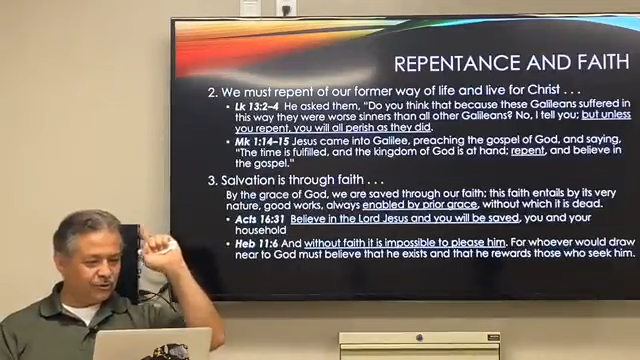 REPENTANCE AND FAITH
2. We must repent of our former way of life and live for Christ . . .
• Lk 13:2-4 He asked them, "Do you think that because these Galileans suffered in
this way they were worse sinners than all other Galileans? No, I tell you; but unless
you repent, you will all perish as they did.
• Mk 1:14-15 Jesus came into Galilee, preaching the gospel of God, and saying,
"The time is fulfilled, and the kingdom of God is at hand; repent, and believe in
the gospel."
3. Salvation is through faith . . .
By the grace of God, we are saved through our faith; this faith entails by its very
nature, good works, always enabled by prior grace, without which it is dead.
• Acts 16:31 Believe in the Lord Jesus and you will be saved, you and your
household
• Heb 11:6 And without faith it is impossible to please him. For whoever would draw
near to God must believe that he exists and that he rewards those who seek him.